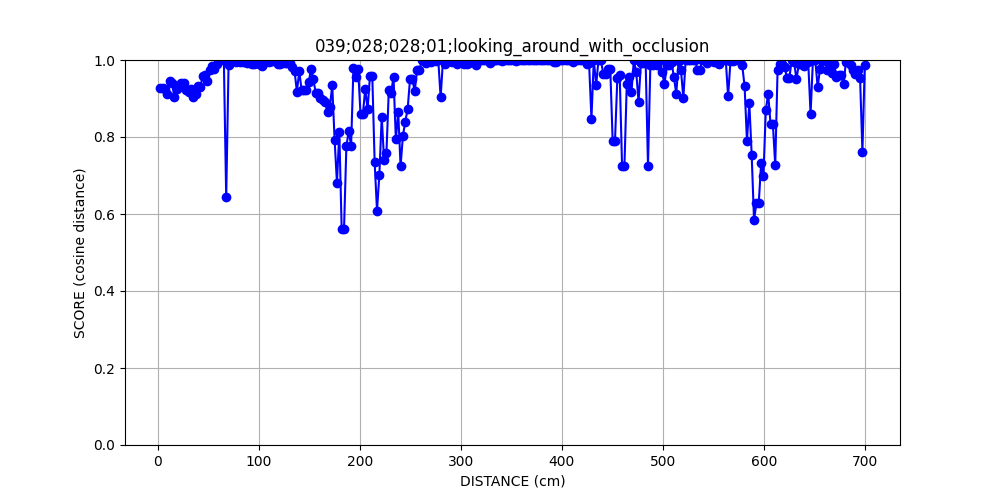 039;028;028;01;looking_around_with_occlusion
1.0
0.8
0.6
0.4
0.2
0.0
SCORE (cosine distance)
0 100 200 300 400 500 600 700
DISTANCE (cm)